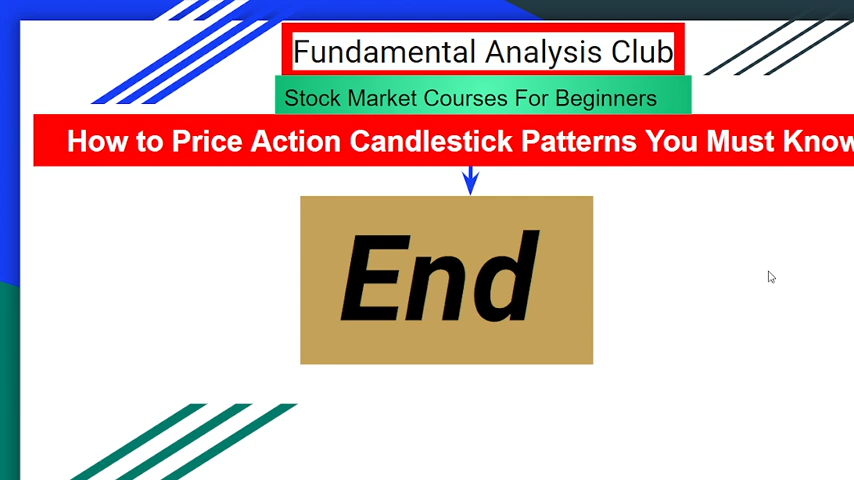 Fundamental Analysis Club
Stock Market Courses For Beginners
How to Price Action Candlestick Patterns You Must Know
End